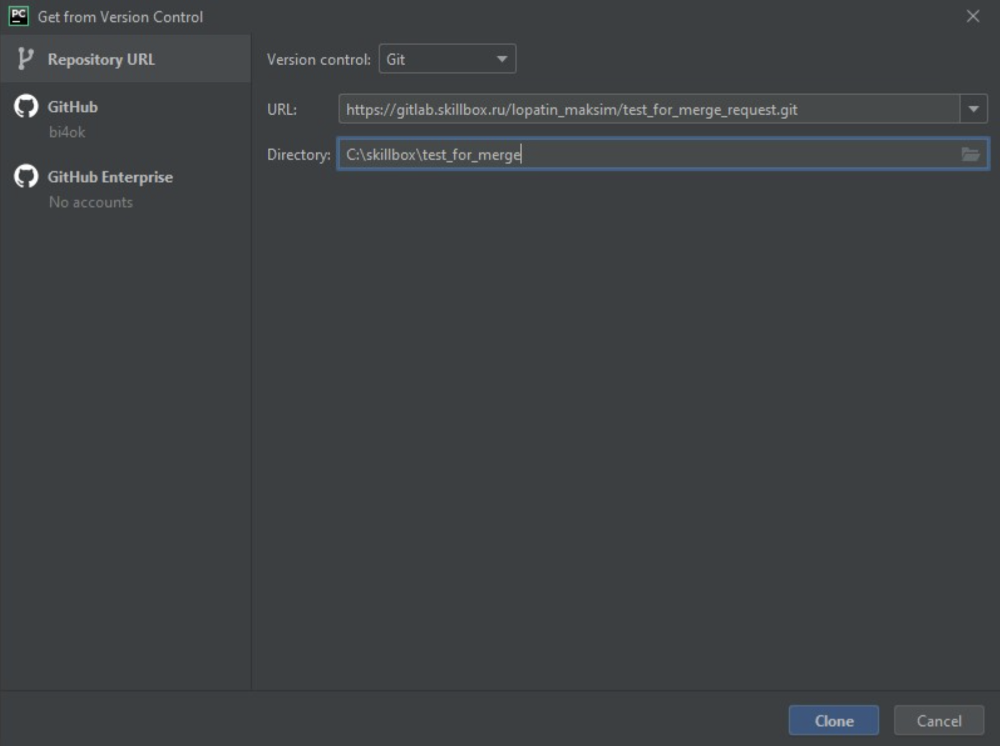 PC Get from Version Control
Repository URL
GitHub
bi4ok
GitHub Enterprise
No accounts
Version control: Git
URL: https://gitlab.skillbox.ru/lopatin_maksim/test_for_merge_request.git
Directory: C:\skillbox\test_for_merge
Clone Cancel